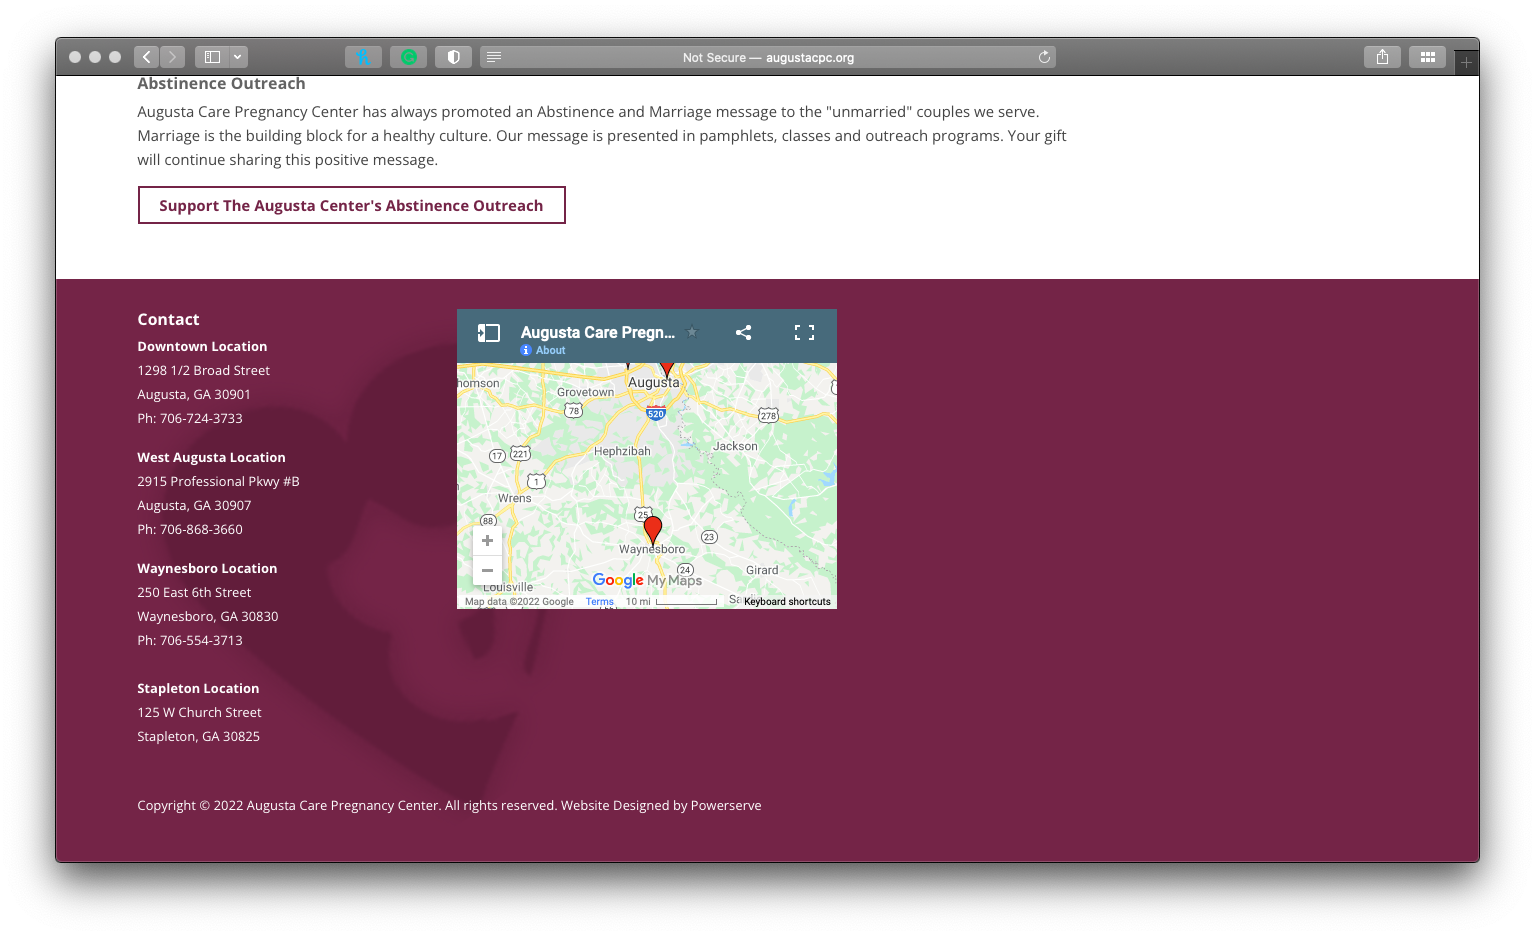 Not Secure — augustacpc.org
Abstinence Outreach
Augusta Care Pregnancy Center has always promoted an Abstinence and Marriage message to the "unmarried" couples we serve.
Marriage is the building block for a healthy culture. Our message is presented in pamphlets, classes and outreach programs. Your gift
will continue sharing this positive message.
Support The Augusta Center's Abstinence Outreach
Contact
Downtown Location
1298 1/2 Broad Street
Augusta, GA 30901
Ph: 706-724-3733
West Augusta Location
2915 Professional Pkwy #B
Augusta, GA 30907
Ph: 706-868-3660
Waynesboro Location
250 East 6th Street
Waynesboro, GA 30830
Ph: 706-554-3713
Stapleton Location
125 W Church Street
Stapleton, GA 30825
Augusta Care Pregn...
About
homson
Augusta
Grovetown
78
520
278
Jackson
Hephzibah
17
221
1
Wrens
25
88
23
Waynesboro
24
Girard
Louisville
Google My Maps
Map data ©2022 Google
Terms
10 mi
Keyboard shortcuts
Copyright © 2022 Augusta Care Pregnancy Center. All rights reserved. Website Designed by Powerserve